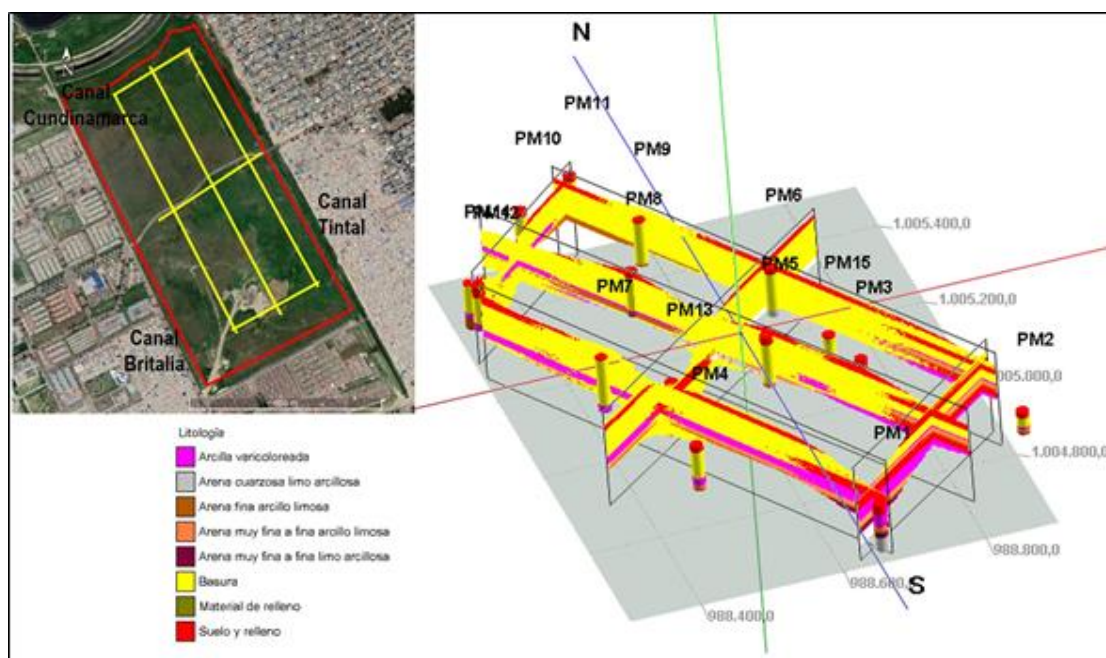 N
Canal
Cundinamarca
Canal
Tintal
Canal
Britalia
Litología
Arcilla varicoloreada
Arena cuarzosa limo arcillosa
Arena fina arcillo limosa
Arena muy fina a fina arcillo limosa
Arena muy fina a fina limo arcillosa
Basura
Material de relleno
Suelo y relleno
N
PM11
PM10
PM9
PM6
PM8
PM14
1.005.400,0
PM5
PM15
PM7
PM3
PM13
1.005.200,0
PM2
005.000,0
PM4
PM1
1.004.800,0
988.800,0
988.600,0
S
988.400,0